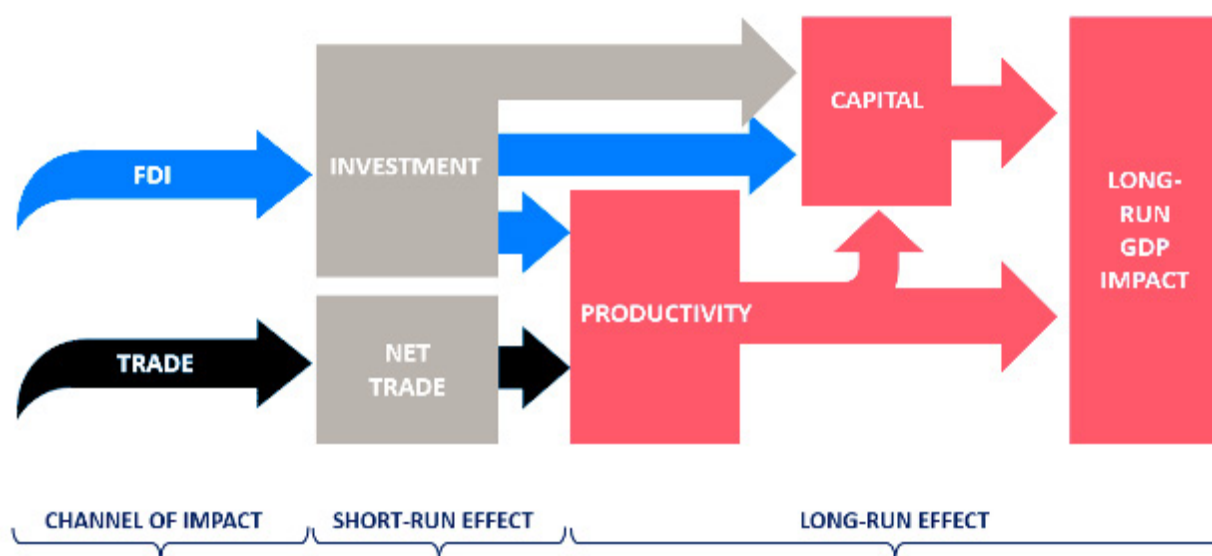 FDI
INVESTMENT
CAPITAL
LONG-
RUN
GDP
IMPACT
PRODUCTIVITY
TRADE
NET
TRADE
CHANNEL OF IMPACT
SHORT-RUN EFFECT
LONG-RUN EFFECT